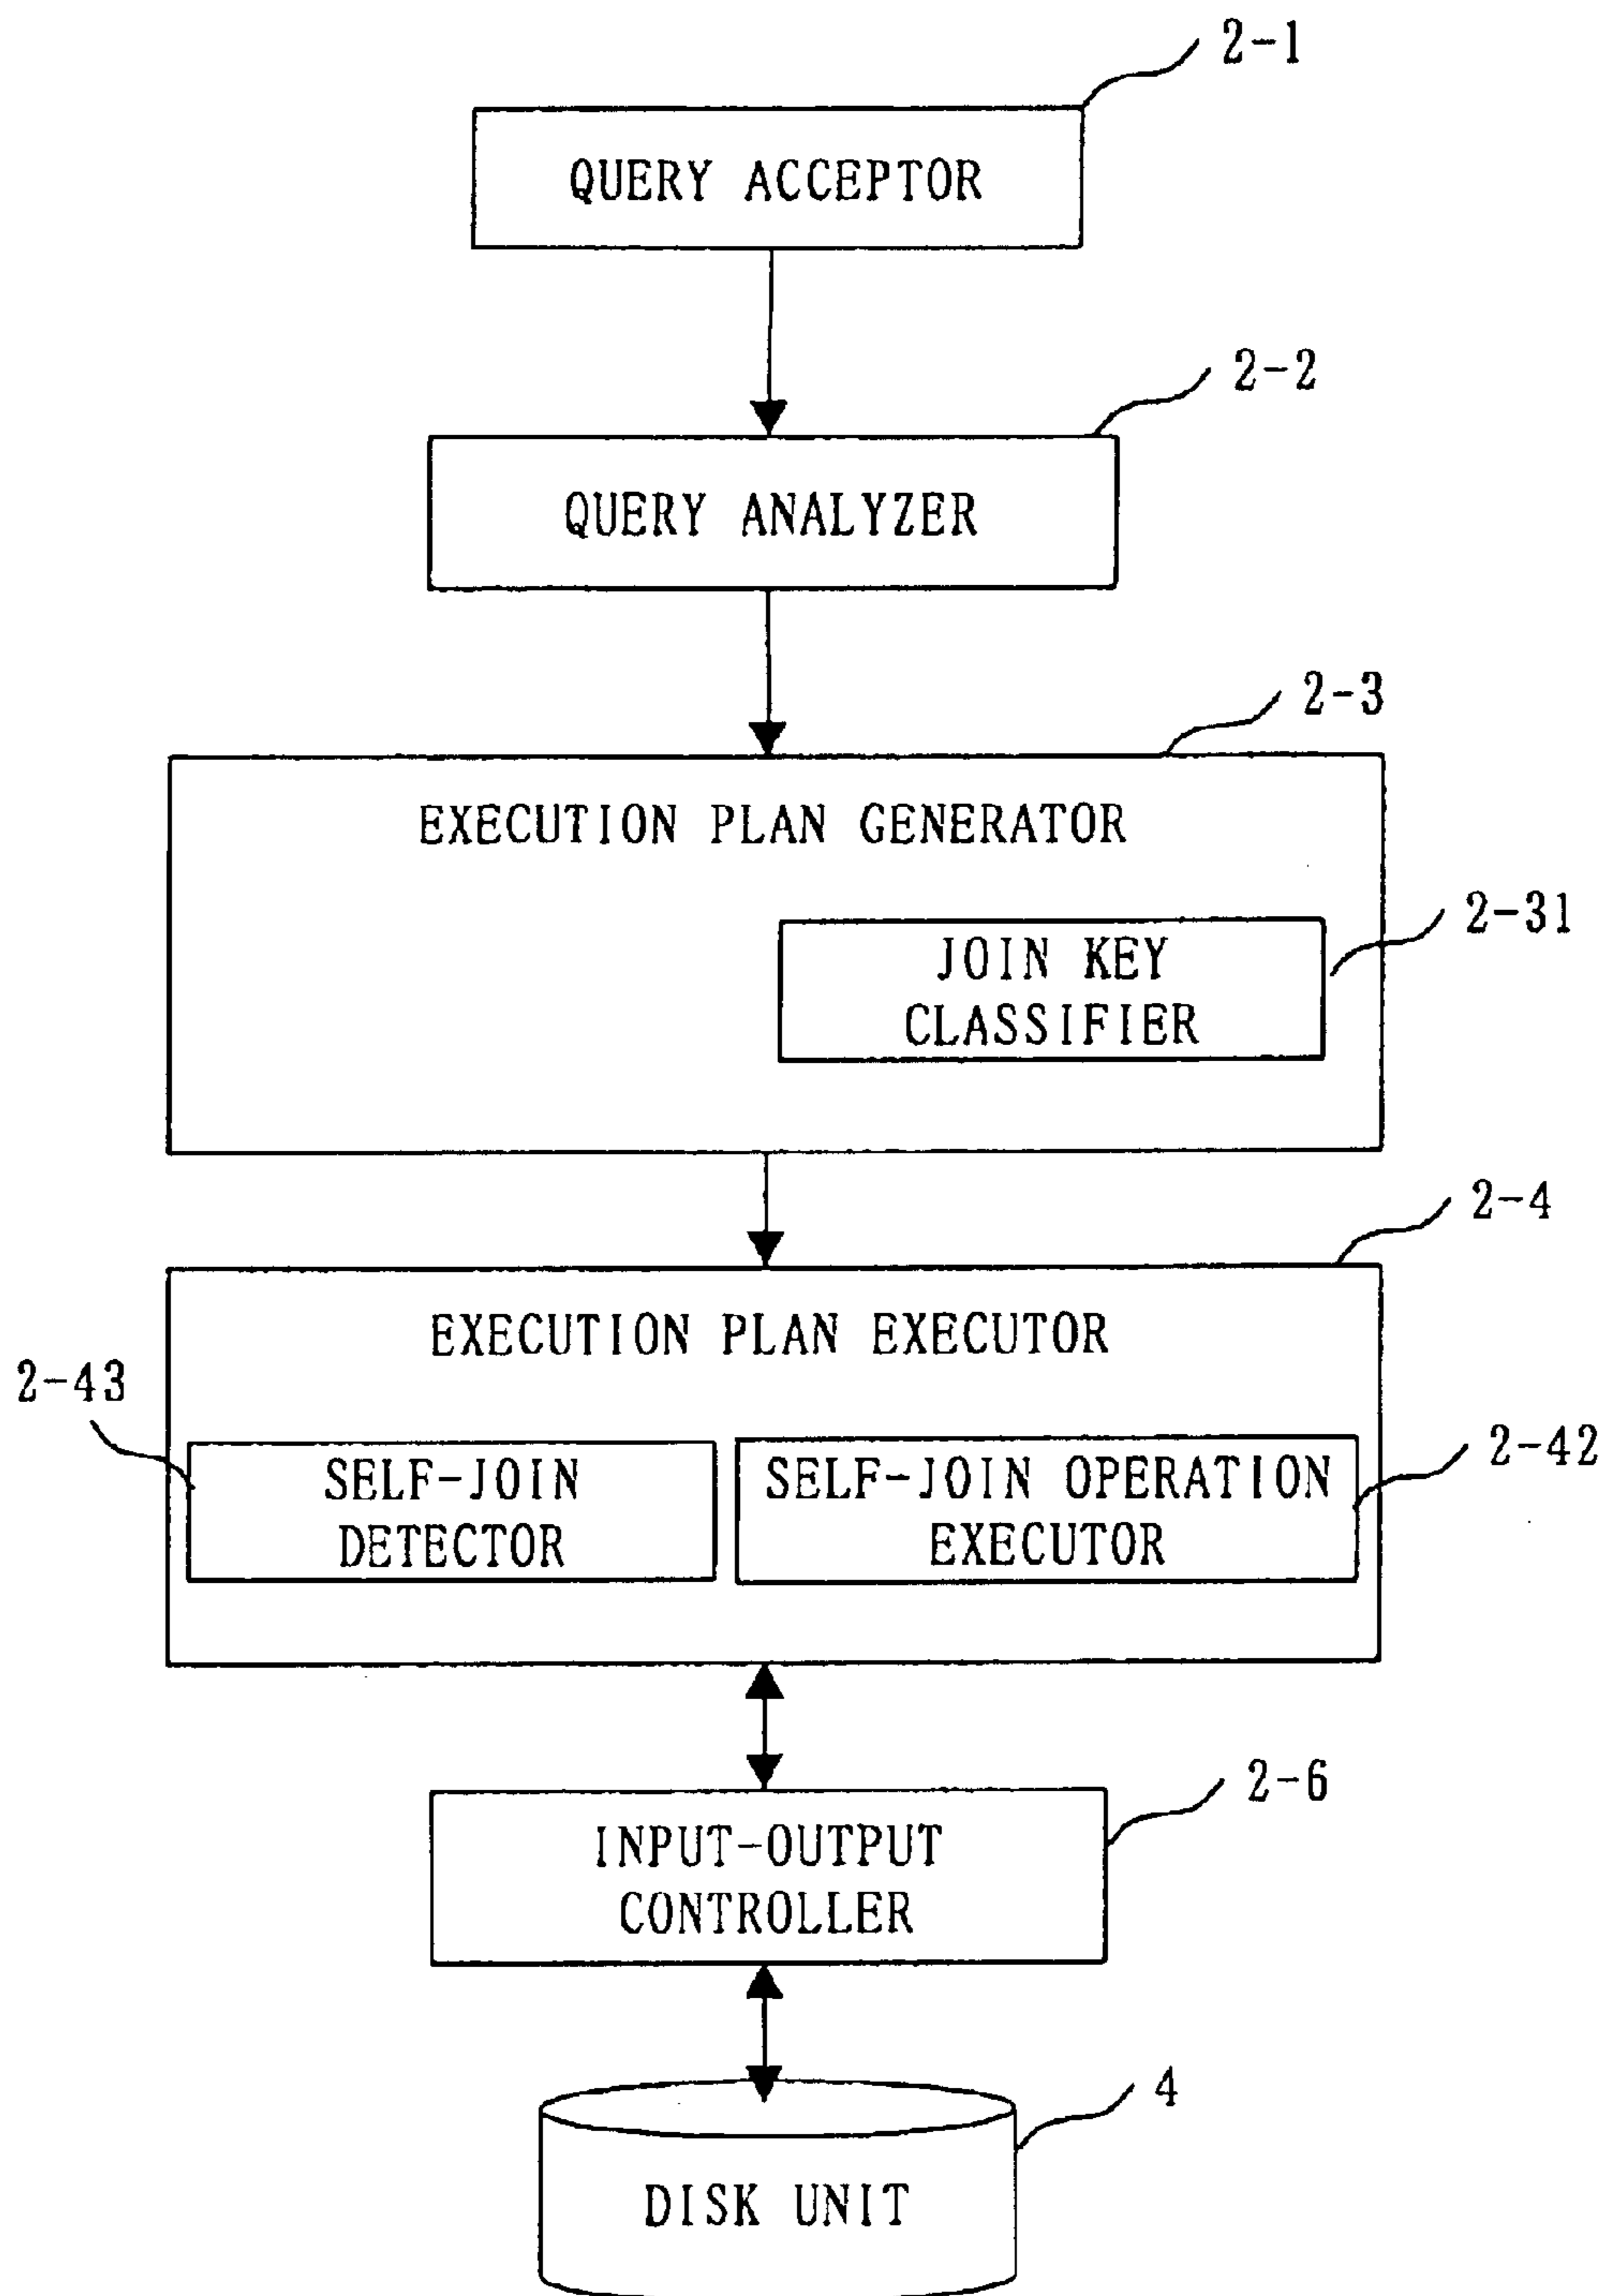 2-1
QUERY ACCEPTOR
2-2
QUERY ANALYZER
2-3
EXECUTION PLAN GENERATOR
2-31
JOIN KEY
CLASSIFIER
2-4
EXECUTION PLAN EXECUTOR
2-43
SELF-JOIN
DETECTOR
2-42
SELF-JOIN OPERATION
EXECUTOR
2-6
INPUT-OUTPUT
CONTROLLER
4
DISK UNIT